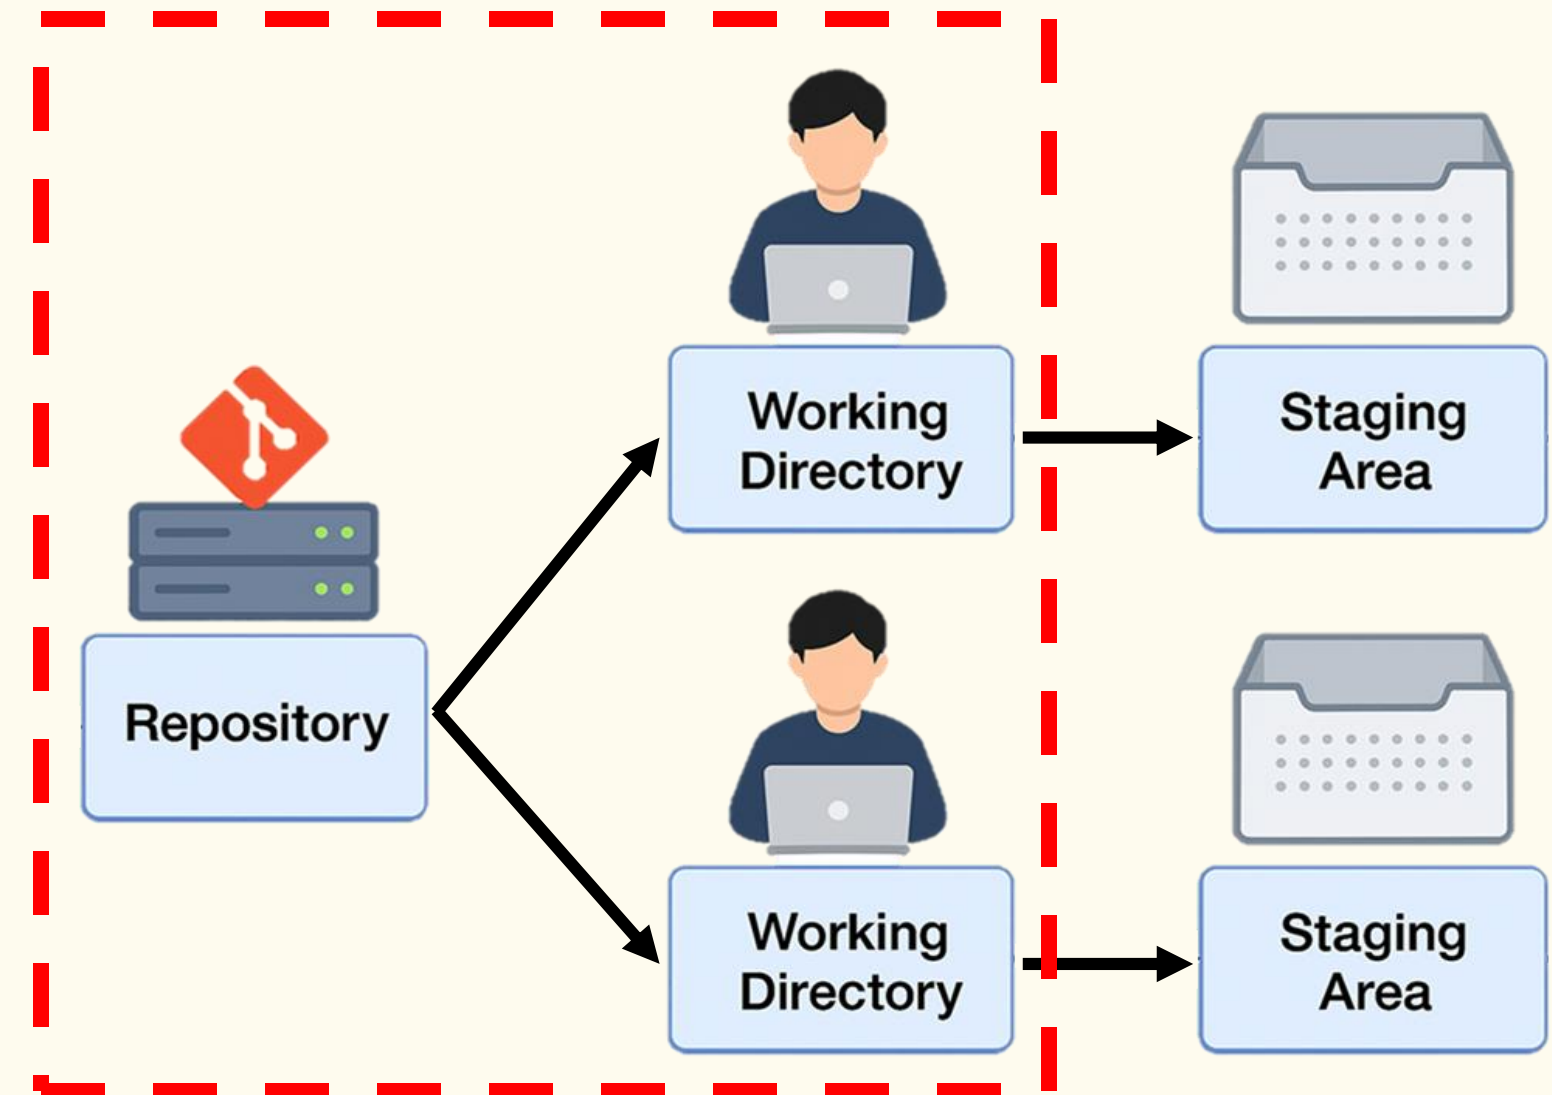 Repository
Working
Directory
Staging
Area
Working
Directory
Staging
Area